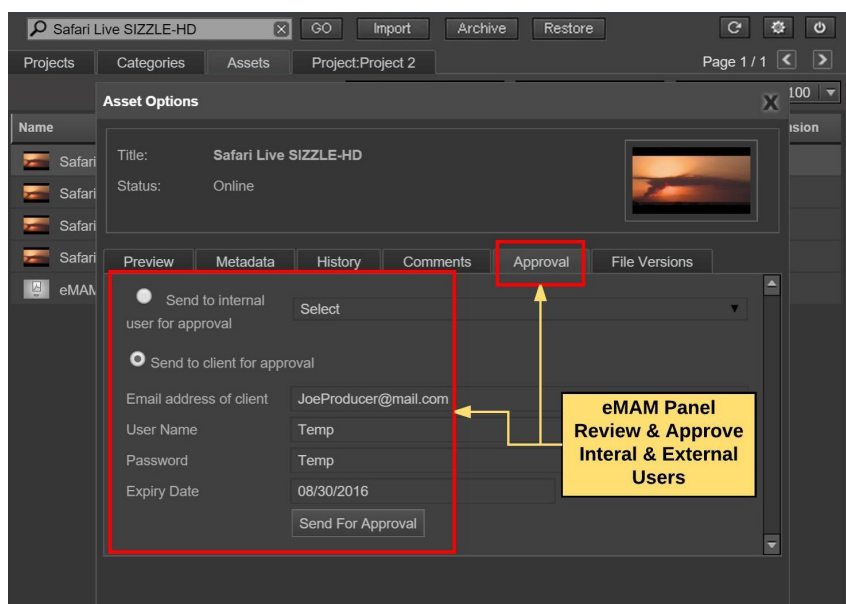 Safari Live SIZZLE-HD
GO Import Archive Restore
Projects Categories Assets Project:Project 2 Page 1 / 1
Asset Options X 100
Name
Safari
Safari
Safari
Safari
eMAM
Title: Safari Live SIZZLE-HD
Status: Online
Preview Metadata History Comments Approval File Versions
Send to internal
user for approval
Select
Send to client for approval
Email address of client JoeProducer@mail.com
User Name Temp
Password Temp
Expiry Date 08/30/2016
Send For Approval
eMAM Panel
Review & Approve
Interal & External
Users